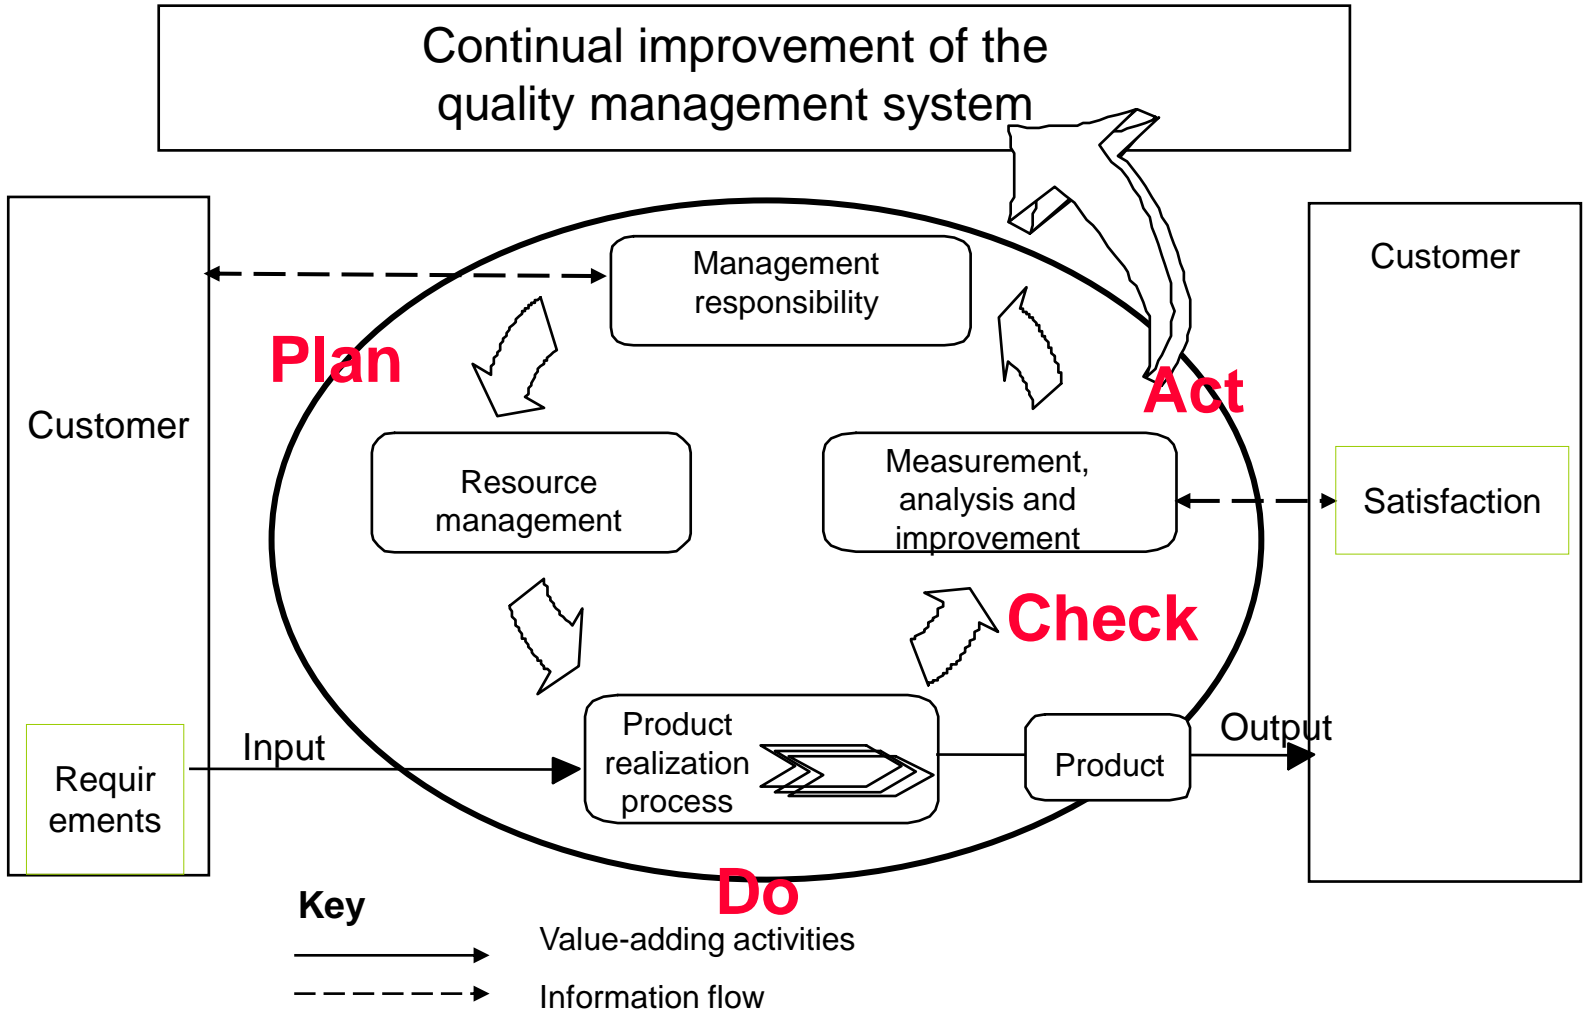 Continual improvement of the
quality management system
Customer
Management
responsibility
Customer
Plan
Act
Customer
Resource
management
Measurement,
analysis and
improvement
Satisfaction
Check
Requir
ements
Input
Product
realization
process
Product
Output
Do
Key
Value-adding activities
Information flow